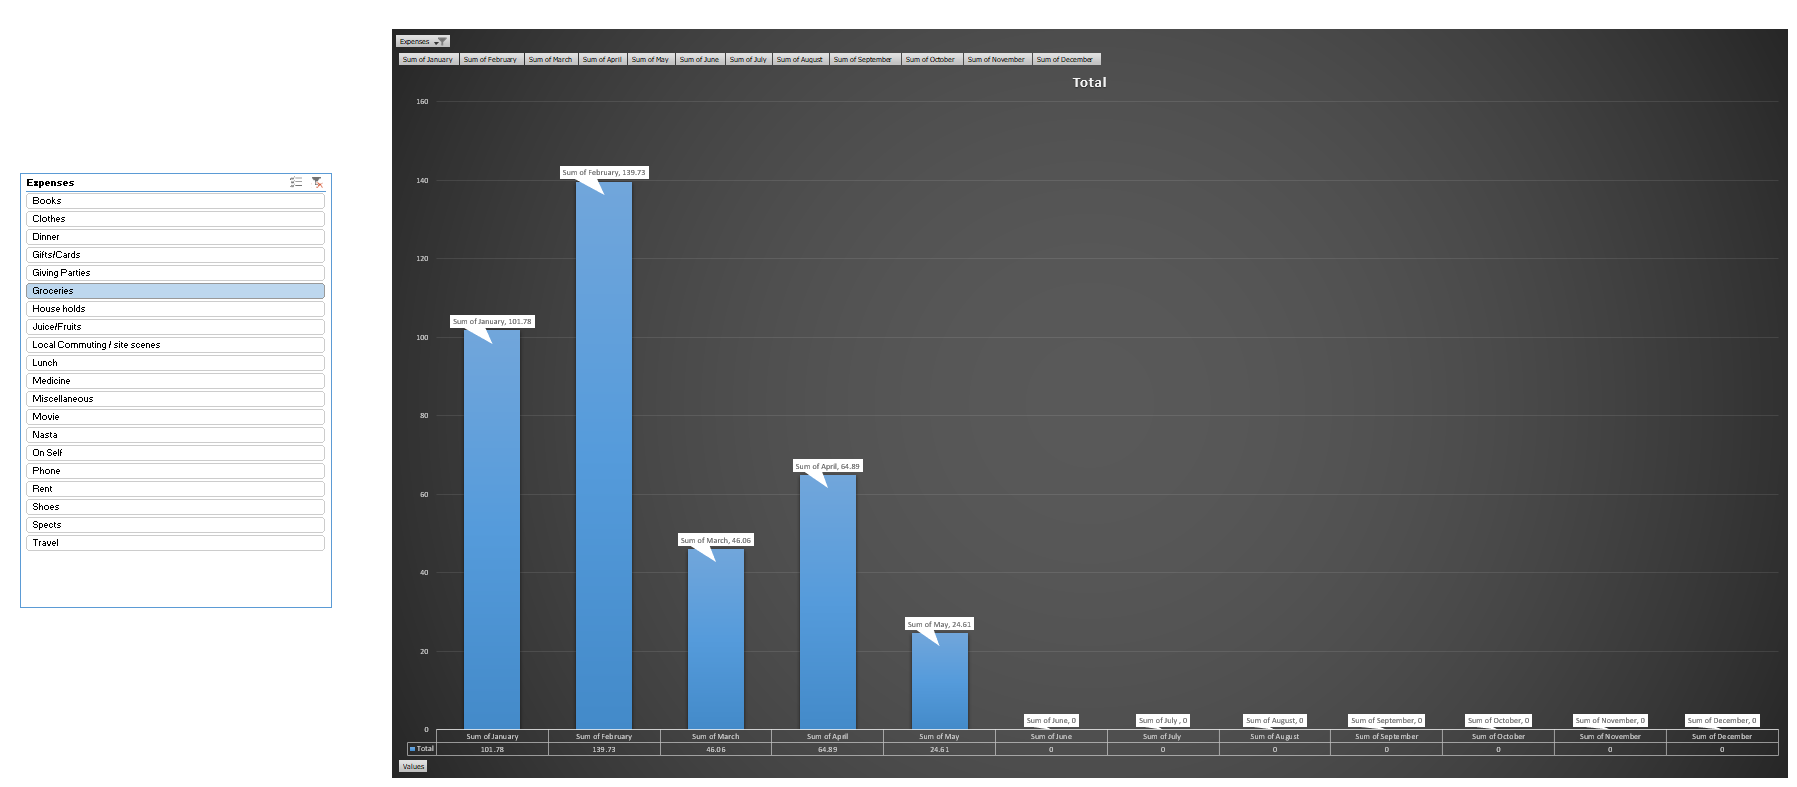 Expenses
Books
Clothes
Dinner
Gifts/Cards
Giving Parties
Groceries
House holds
Juice/Fruits
Local Commuting / site scenes
Lunch
Medicine
Miscellaneous
Movie
Nasta
On Self
Phone
Rent
Shoes
Spects
Travel
Expenses
Sum of January Sum of February Sum of March Sum of April Sum of May Sum of June Sum of July Sum of August Sum of September Sum of October Sum of November Sum of December
Total
160
140
120
100
80
60
40
20
0
Sum of February, 139.73
Sum of January, 101.78
Sum of April, 64.89
Sum of March, 46.06
Sum of May, 24.61
Sum of June, 0 Sum of July , 0 Sum of August, 0 Sum of September, 0 Sum of October, 0 Sum of November, 0 Sum of December, 0
Sum of January Sum of February Sum of March Sum of April Sum of May Sum of June Sum of July Sum of August Sum of September Sum of October Sum of November Sum of December
Total 101.78 139.73 46.06 64.89 24.61 0 0 0 0 0 0 0
Values